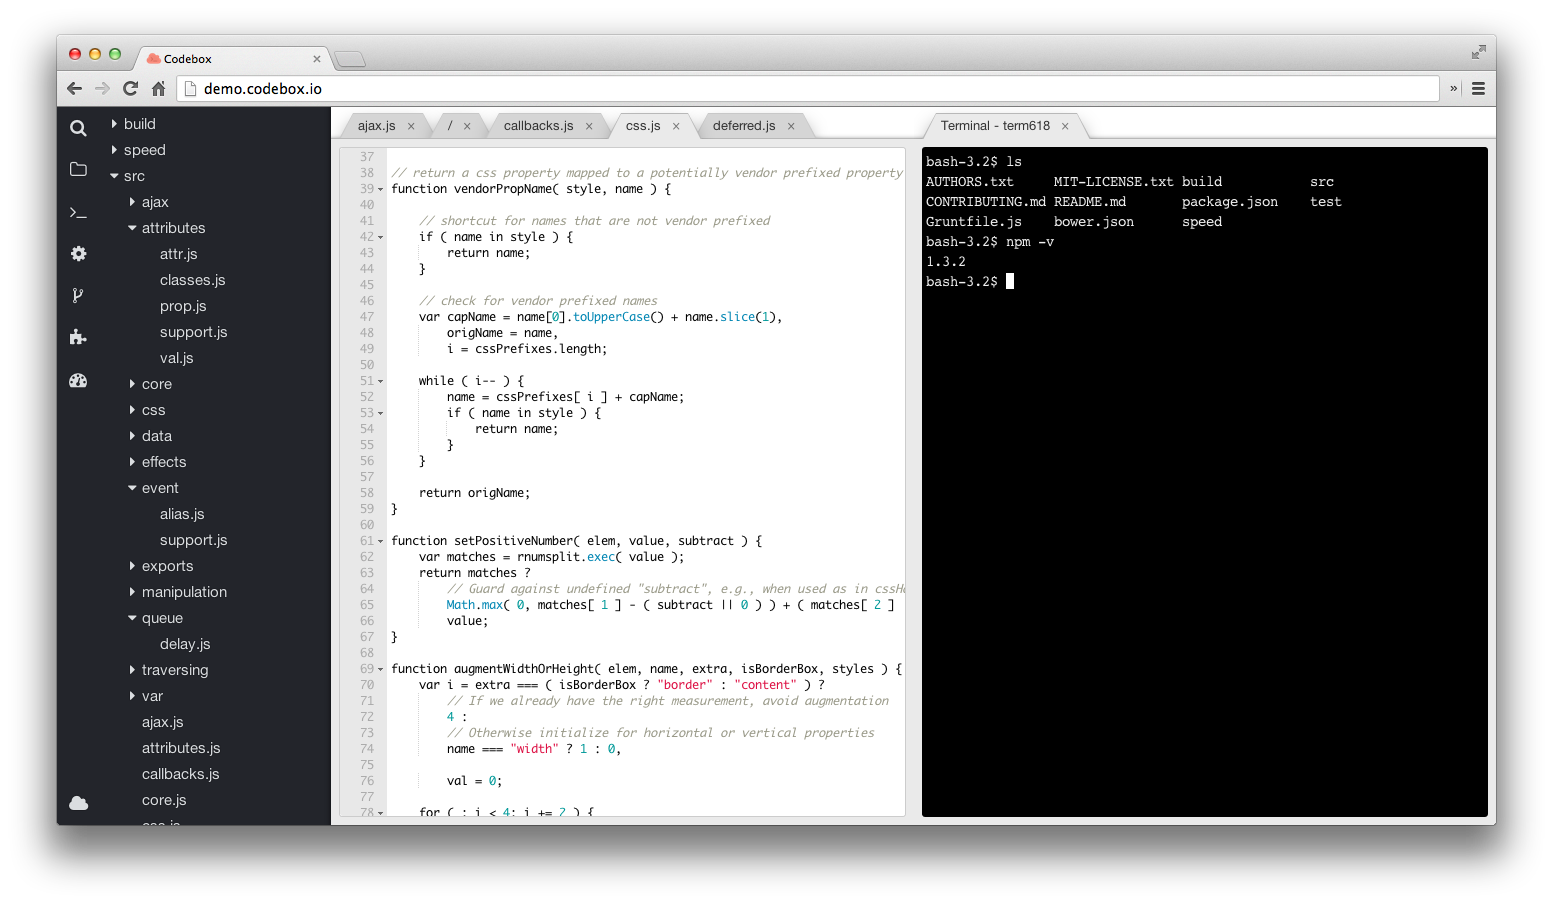 Codebox
demo.codebox.io
build
speed
src
ajax
attributes
attr.js
classes.js
prop.js
support.js
val.js
core
css
data
effects
event
alias.js
support.js
exports
manipulation
queue
delay.js
traversing
var
ajax.js
attributes.js
callbacks.js
core.js
ajax.js
/
callbacks.js
css.js
deferred.js
37
38 // return a css property mapped to a potentially vendor prefixed property
39 function vendorPropName( style, name ) {
40
41 // shortcut for names that are not vendor prefixed
42 if ( name in style ) {
43 return name;
44 }
45
46 // check for vendor prefixed names
47 var capName = name[0].toUpperCase() + name.slice(1),
48 origName = name,
49 i = cssPrefixes.length;
50
51 while ( i-- ) {
52 name = cssPrefixes[ i ] + capName;
53 if ( name in style ) {
54 return name;
55 }
56 }
57
58 return origName;
59 }
60
61 function setPositiveNumber( elem, value, subtract ) {
62 var matches = rnumsplit.exec( value );
63 return matches ?
64 // Guard against undefined "subtract", e.g., when used as in
65 Math.max( 0, matches[ 1 ] - ( subtract || 0 ) ) + ( matches[ 2 ]
66 value;
67 }
68
69 function augmentWidthOrHeight( elem, name, extra, isBorderBox, styles ) {
70 var i = extra === ( isBorderBox ? "border" : "content" ) ?
71 // If we already have the right measurement, avoid augmentation
72 4 :
73 // Otherwise initialize for horizontal or vertical properties
74 name === "width" ? 1 : 0,
75
76 val = 0;
77
78 for ( ; i < 4; i += 2 ) {
Terminal - term618
bash-3.2$ ls
AUTHORS.txt MIT-LICENSE.txt build src
CONTRIBUTING.md README.md package.json test
Gruntfile.js bower.json speed
bash-3.2$ npm -v
1.3.2
bash-3.2$